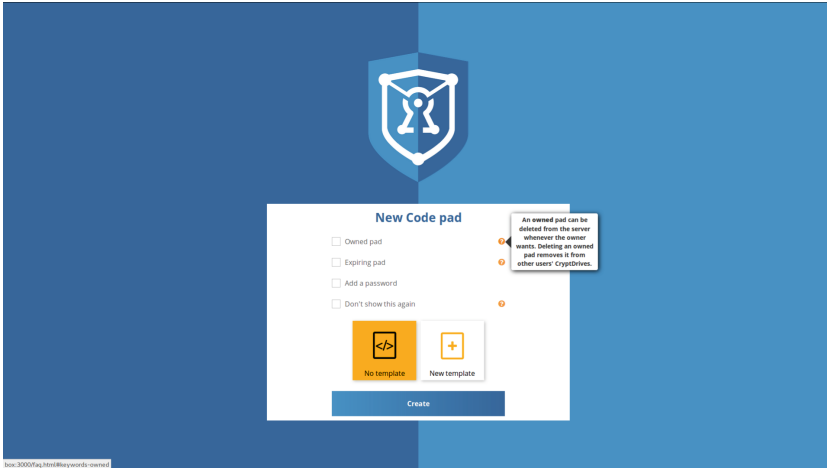 New Code pad
Owned pad
An owned pad can be
deleted from the server
whenever the owner
wants. Deleting an owned
pad removes it from
other users' CryptDrives.
Expiring pad
Add a password
Don't show this again
</>
No template
New template
Create
box:3000/faq.html#keywords-owned